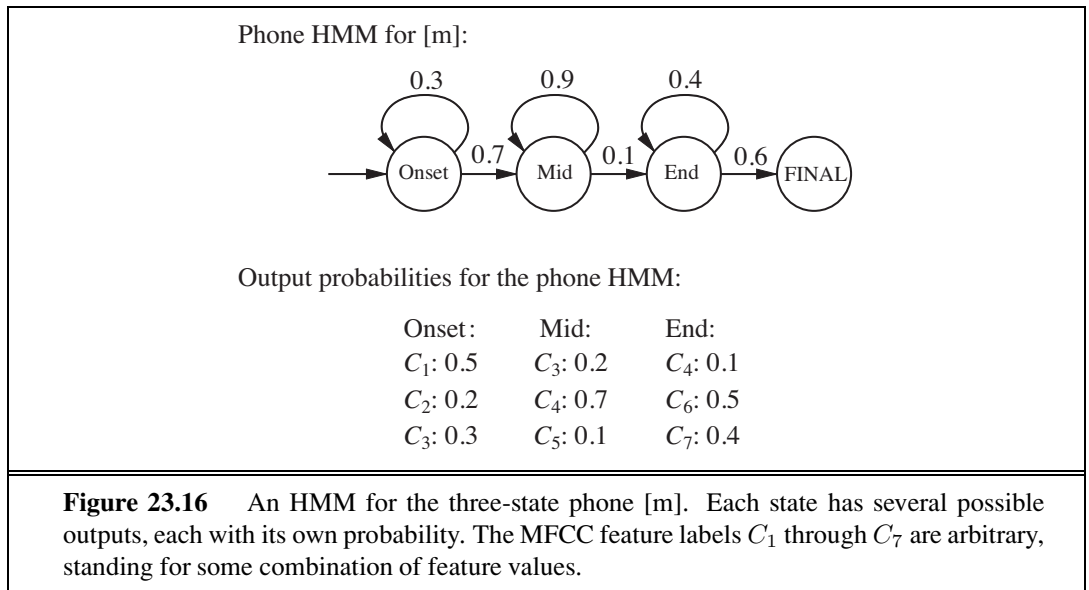 Phone HMM for [m]:
0.3 0.9 0.4
Onset 0.7 Mid 0.1 End 0.6 FINAL
Output probabilities for the phone HMM:
Onset: Mid: End:
C1: 0.5 C3: 0.2 C4: 0.1
C2: 0.2 C4: 0.7 C6: 0.5
C3: 0.3 C5: 0.1 C7: 0.4
Figure 23.16 An HMM for the three-state phone [m]. Each state has several possible
outputs, each with its own probability. The MFCC feature labels C1 through C7 are arbitrary,
standing for some combination of feature values.